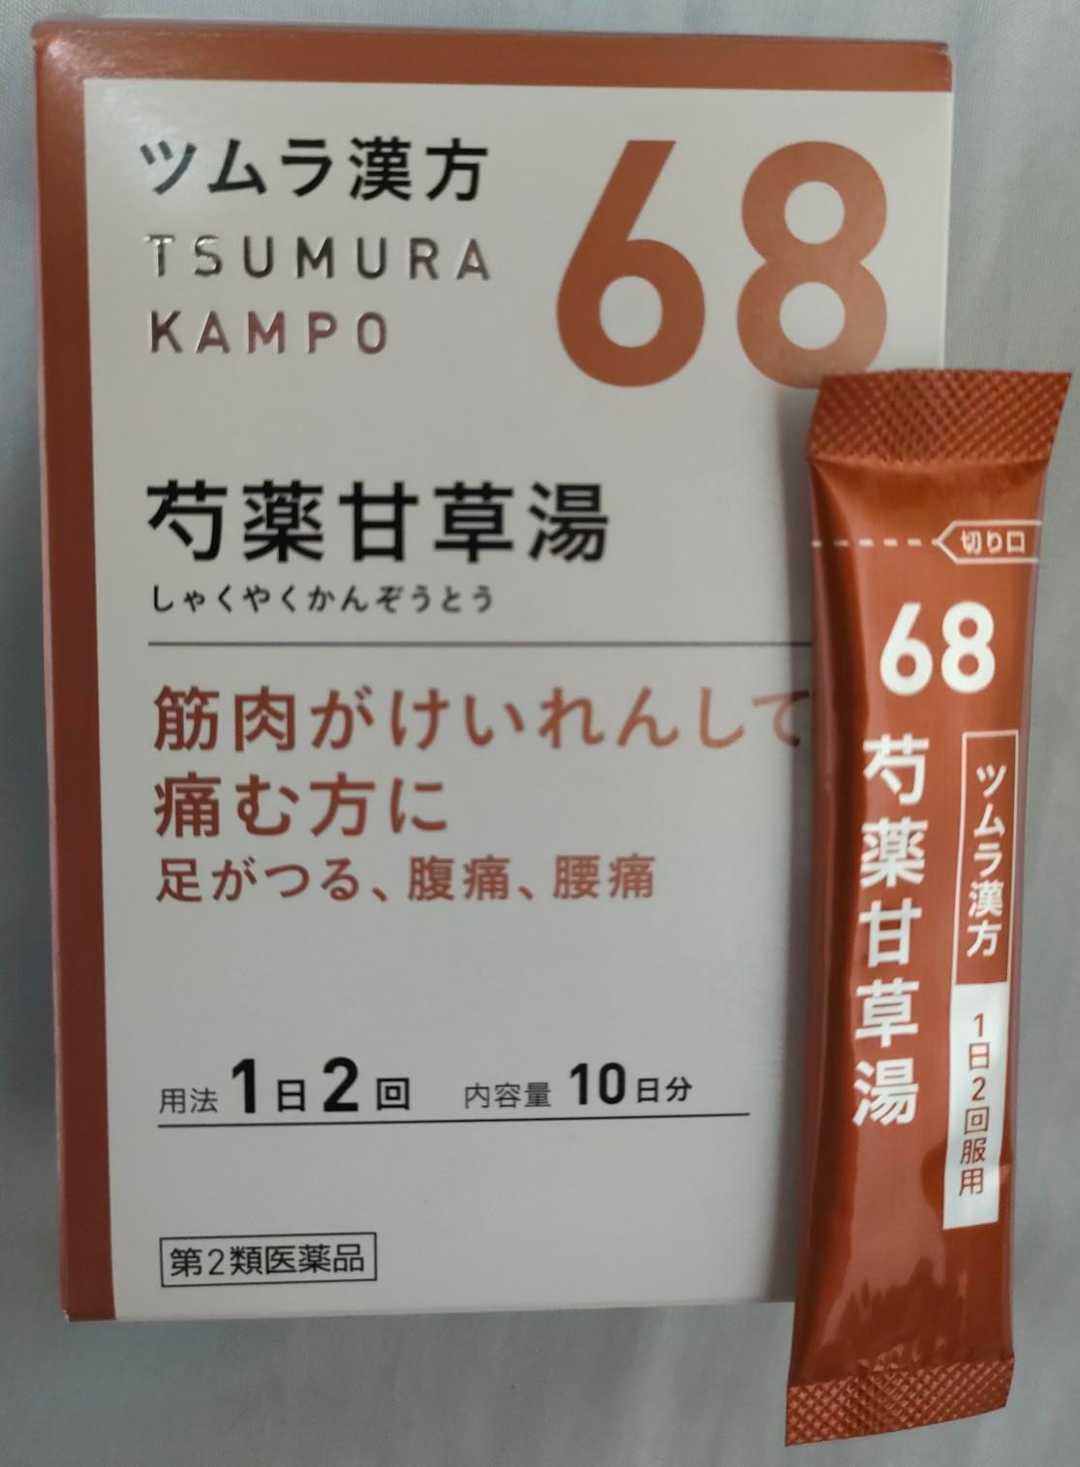 ツムラ漢方
TSUMURA
KAMPO
68
芍薬甘草湯
しゃくやくかんぞうとう
筋肉がけいれんして
痛む方に
足がつる、腹痛、腰痛
用法 1日2回 内容量 10日分
第2類医薬品
切り口
68
芍薬甘草湯
ツムラ漢方
1日2回服用